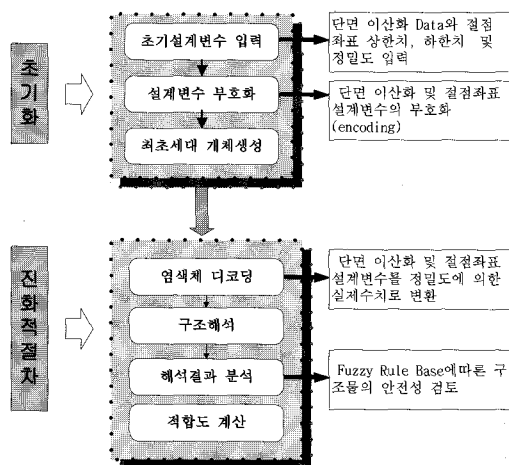 초기화
초기설계변수 입력
설계변수 부호화
최초세대 개체생성
단면 이산화 Data와 절점
좌표 상한치, 하한치 및
정밀도 입력
단면 이산화 및 절점좌표
설계변수의 부호화
(encoding)
진화적절차
염색체 디코딩
구조해석
해석결과 분석
적합도 계산
단면 이산화 및 절점좌표
설계변수를 정밀도에 의한
실제수치로 변환
Fuzzy Rule Base에따른 구
조물의 안전성 검토